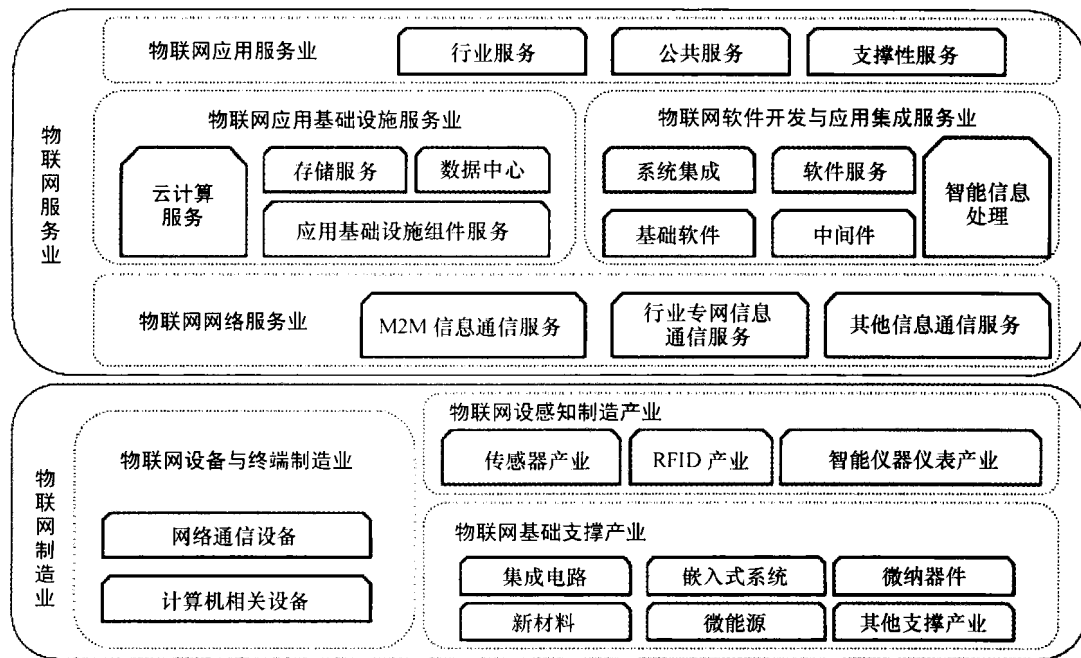 物联网服务业
物联网应用服务业
行业服务
公共服务
支撑性服务
物联网应用基础设施服务业
云计算
服务
存储服务
数据中心
应用基础设施组件服务
物联网软件开发与应用集成服务业
系统集成
软件服务
基础软件
中间件
智能信息
处理
物联网网络服务业
M2M 信息通信服务
行业专网信息
通信服务
其他信息通信服务
物联网制造业
物联网设备与终端制造业
网络通信设备
计算机相关设备
物联网设感知制造产业
传感器产业
RFID 产业
智能仪器仪表产业
物联网基础支撑产业
集成电路
嵌入式系统
微纳器件
新材料
微能源
其他支撑产业